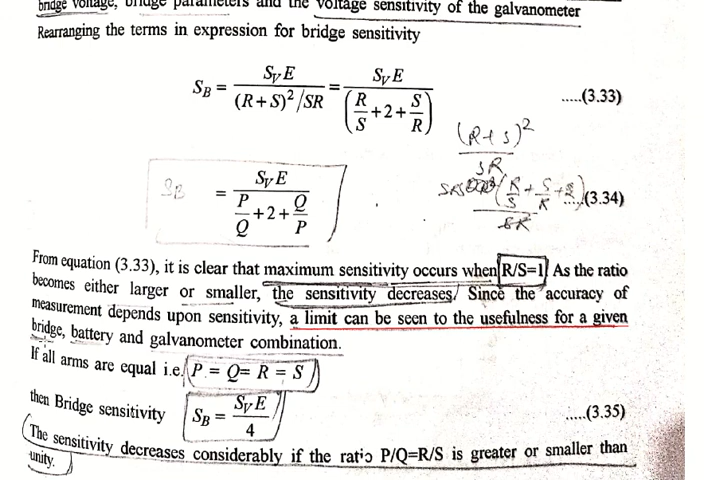 bridge voltage, bridge parameters and the voltage sensitivity of the galvanometer
Rearranging the terms in expression for bridge sensitivity
S_B = S_V E / ((R+S)²/SR) = S_V E / (R/S + 2 + S/R) .....(3.33)
(R+S)²
SR
S_B = S_V E / (P/Q + 2 + Q/P) (3.34)
SR
From equation (3.33), it is clear that maximum sensitivity occurs when R/S=1 As the ratio
becomes either larger or smaller, the sensitivity decreases. Since the accuracy of
measurement depends upon sensitivity, a limit can be seen to the usefulness for a given
bridge, battery and galvanometer combination.
If all arms are equal i.e. P = Q= R = S
then Bridge sensitivity S_B = S_V E / 4 .....(3.35)
The sensitivity decreases considerably if the ratio P/Q=R/S is greater or smaller than
unity.